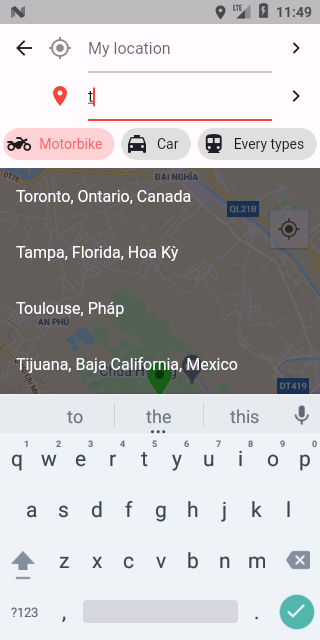 11:49
My location
t
Motorbike
Car
Every types
ĐT76
ĐẠI NGHĨA
QL21B
Toronto, Ontario, Canada
Tampa, Florida, Hoa Kỳ
Toulouse, Pháp
AN PHÚ
Tijuana, Baja California, Mexico
DT419
to
the
this
1 2 3 4 5 6 7 8 9 0
q w e r t y u i o p
a s d f g h j k l
z x c v b n m
?123 , .